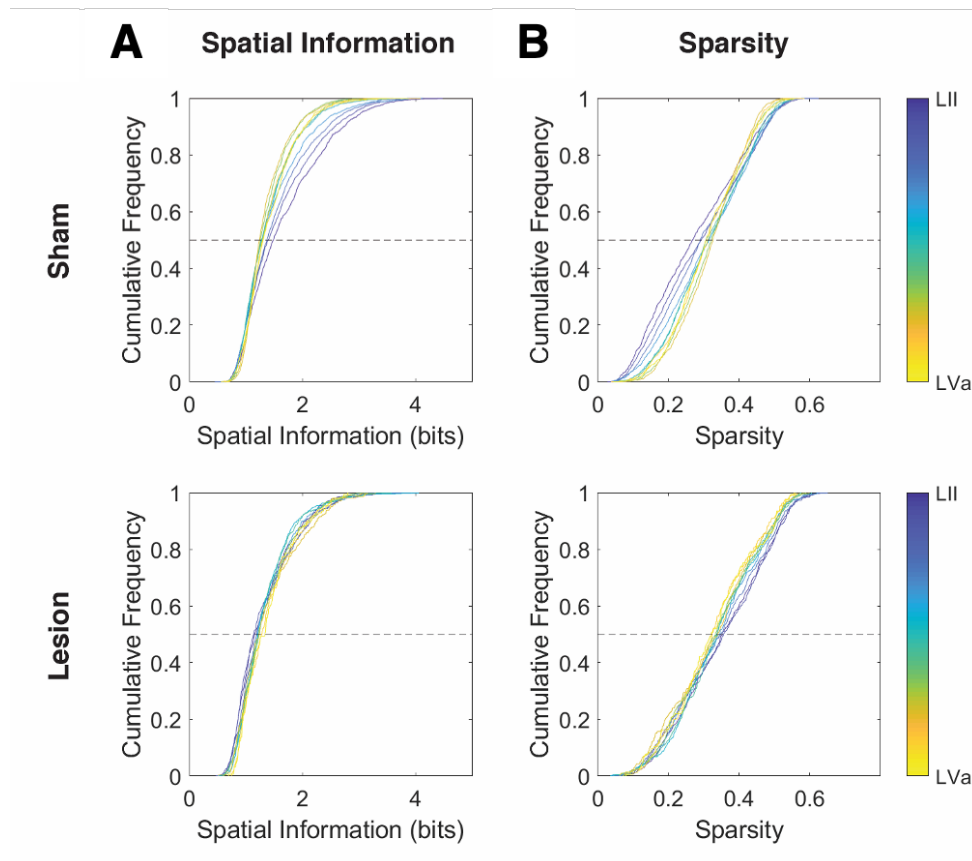 A Spatial Information
B Sparsity
Sham
Cumulative Frequency
1
0.8
0.6
0.4
0.2
0
0 2 4
Spatial Information (bits)
Cumulative Frequency
1
0.8
0.6
0.4
0.2
0
0 0.2 0.4 0.6
Sparsity
LII
LVa
Lesion
Cumulative Frequency
1
0.8
0.6
0.4
0.2
0
0 2 4
Spatial Information (bits)
Cumulative Frequency
1
0.8
0.6
0.4
0.2
0
0 0.2 0.4 0.6
Sparsity
LII
LVa